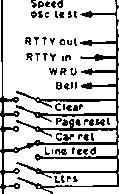 Speed
osc test
RTTY out
RTTY in
WRU
Bell
Clear
Page reset
Car ret
Line feed
Ltrs